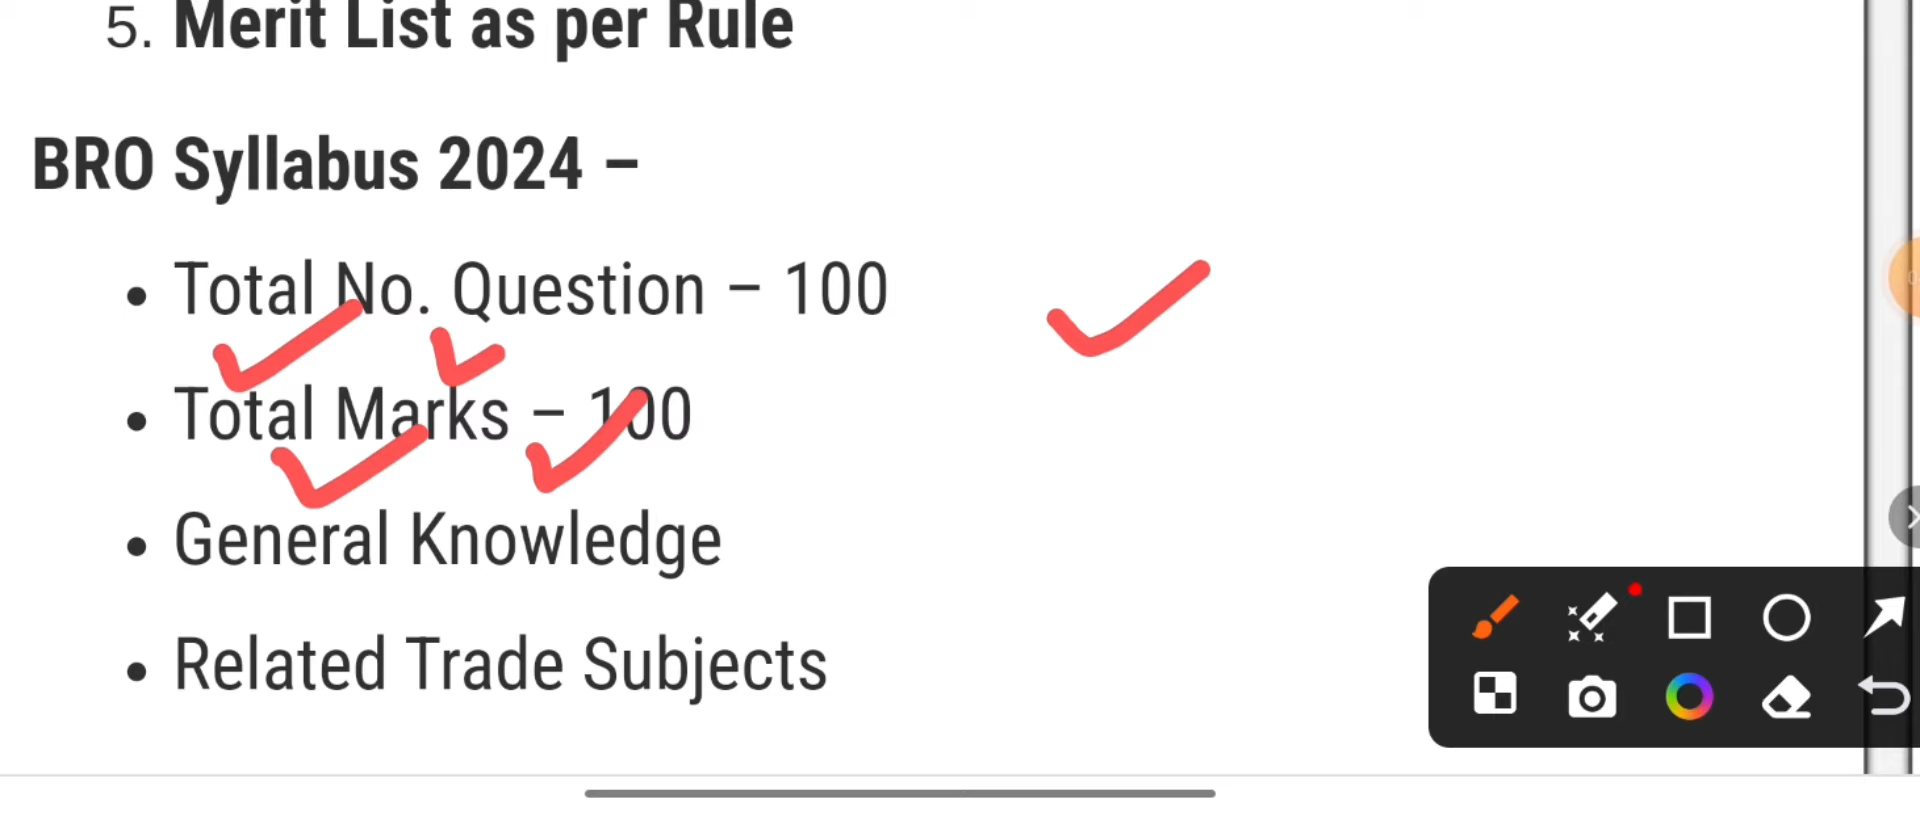 5. Merit List as per Rule
BRO Syllabus 2024 –
• Total No. Question – 100
• Total Marks – 100
• General Knowledge
• Related Trade Subjects